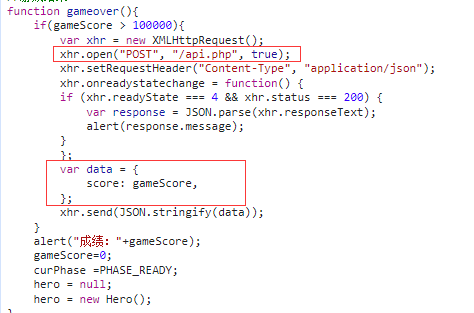 function gameover(){
if(gameScore > 100000){
var xhr = new XMLHttpRequest();
xhr.open("POST", "/api.php", true);
xhr.setRequestHeader("Content-Type", "application/json");
xhr.onreadystatechange = function() {
if (xhr.readyState === 4 && xhr.status === 200) {
var response = JSON.parse(xhr.responseText);
alert(response.message);
}
};
var data = {
score: gameScore,
};
xhr.send(JSON.stringify(data));
}
alert("成绩："+gameScore);
gameScore=0;
curPhase =PHASE_READY;
hero = null;
hero = new Hero();